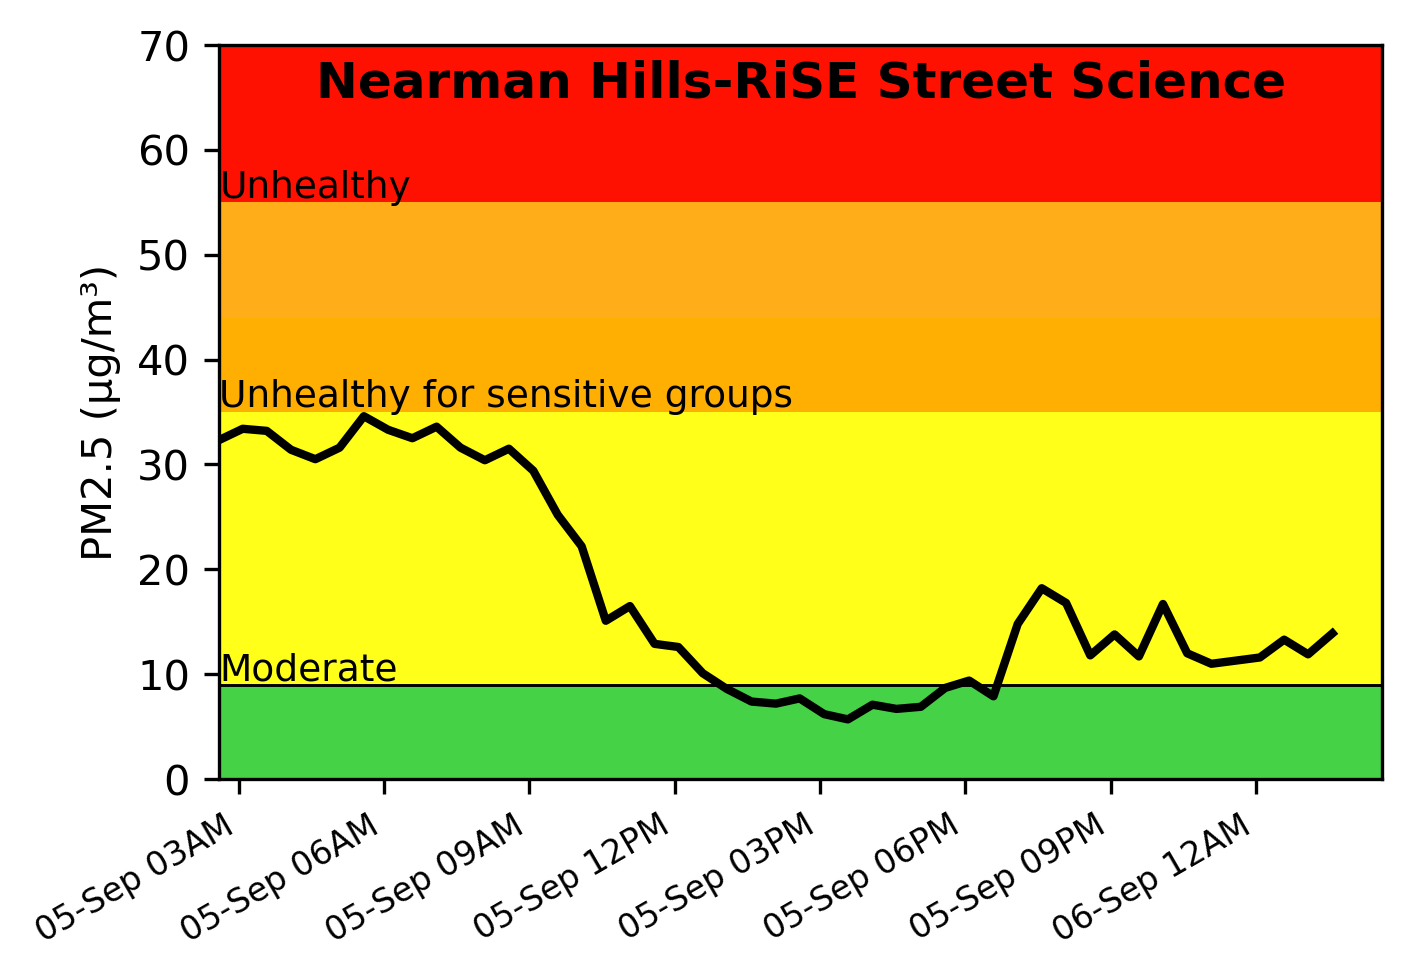 Nearman Hills-RiSE Street Science
70
60
50
40
30
20
10
0
PM2.5 (µg/m³)
Unhealthy
Unhealthy for sensitive groups
Moderate
05-Sep 03AM
05-Sep 06AM
05-Sep 09AM
05-Sep 12PM
05-Sep 03PM
05-Sep 06PM
05-Sep 09PM
06-Sep 12AM